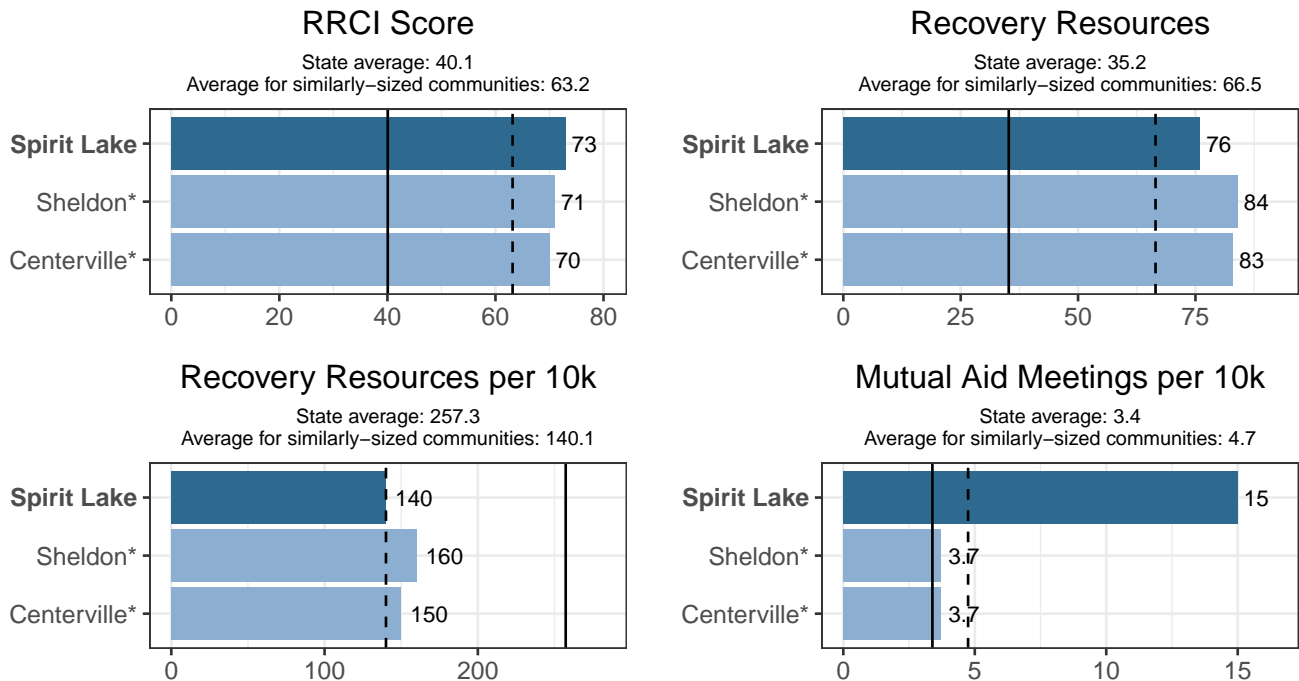 RRCI Score
State average: 40.1
Average for similarly−sized communities: 63.2
Spirit Lake
73
Sheldon*
71
Centerville*
70
0 20 40 60 80
Recovery Resources
State average: 35.2
Average for similarly−sized communities: 66.5
Spirit Lake
76
Sheldon*
84
Centerville*
83
0 25 50 75
Recovery Resources per 10k
State average: 257.3
Average for similarly−sized communities: 140.1
Spirit Lake
140
Sheldon*
160
Centerville*
150
0 100 200
Mutual Aid Meetings per 10k
State average: 3.4
Average for similarly−sized communities: 4.7
Spirit Lake
15
Sheldon*
3.7
Centerville*
3.7
0 5 10 15